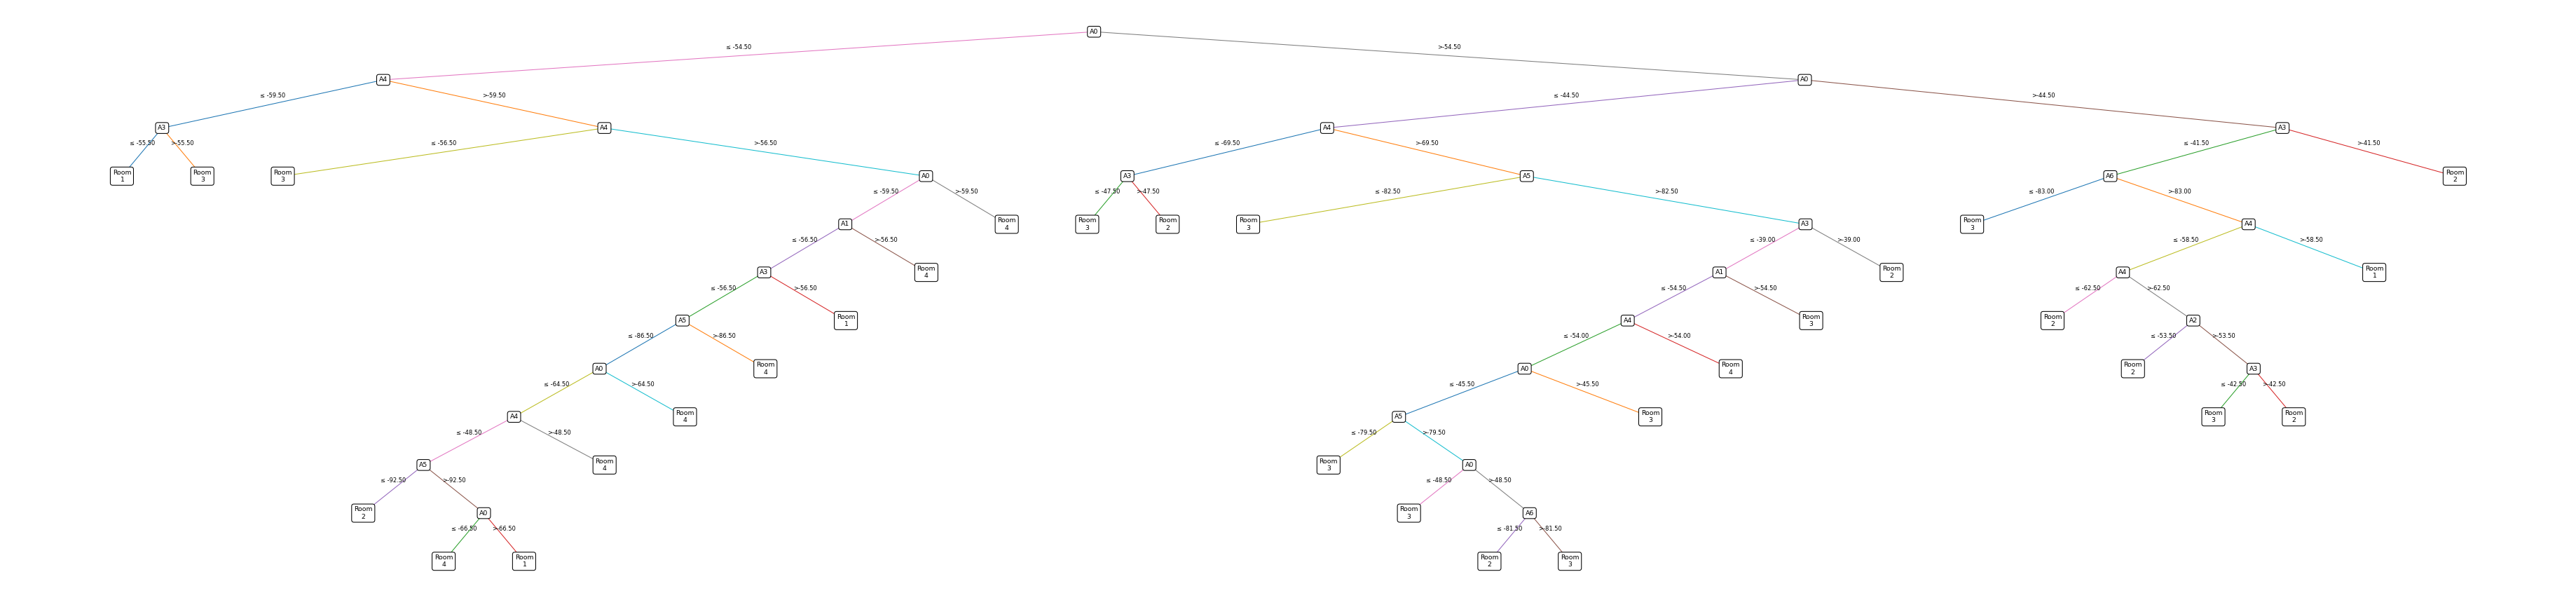 A0
≤ -54.50
>-54.50
A4
A0
≤ -59.50
>-59.50
≤ -44.50
>-44.50
A3
A4
A4
A3
≤ -55.50
>-55.50
≤ -56.50
>-56.50
≤ -69.50
>-69.50
≤ -41.50
>-41.50
Room
1
Room
3
Room
3
A0
A3
A5
A6
Room
2
≤ -59.50
>-59.50
≤ -47.50
>-47.50
≤ -82.50
>-82.50
≤ -83.00
>-83.00
A1
Room
4
Room
3
Room
2
Room
3
A3
Room
3
A4
≤ -56.50
>-56.50
≤ -39.00
>-39.00
≤ -58.50
>-58.50
A3
Room
4
A1
Room
2
A4
Room
1
≤ -56.50
>-56.50
≤ -54.50
>-54.50
≤ -62.50
>-62.50
A5
Room
1
A4
Room
3
Room
2
A2
≤ -86.50
>-86.50
≤ -54.00
>-54.00
≤ -53.50
>-53.50
A0
Room
4
A0
Room
4
Room
2
A3
≤ -64.50
>-64.50
≤ -45.50
>-45.50
≤ -42.50
>-42.50
A4
Room
4
A5
Room
3
Room
3
Room
2
≤ -48.50
>-48.50
≤ -79.50
>-79.50
A5
Room
4
Room
3
A0
≤ -92.50
>-92.50
≤ -48.50
>-48.50
Room
2
A0
Room
3
A6
≤ -66.50
>-66.50
≤ -81.50
>-81.50
Room
4
Room
1
Room
2
Room
3